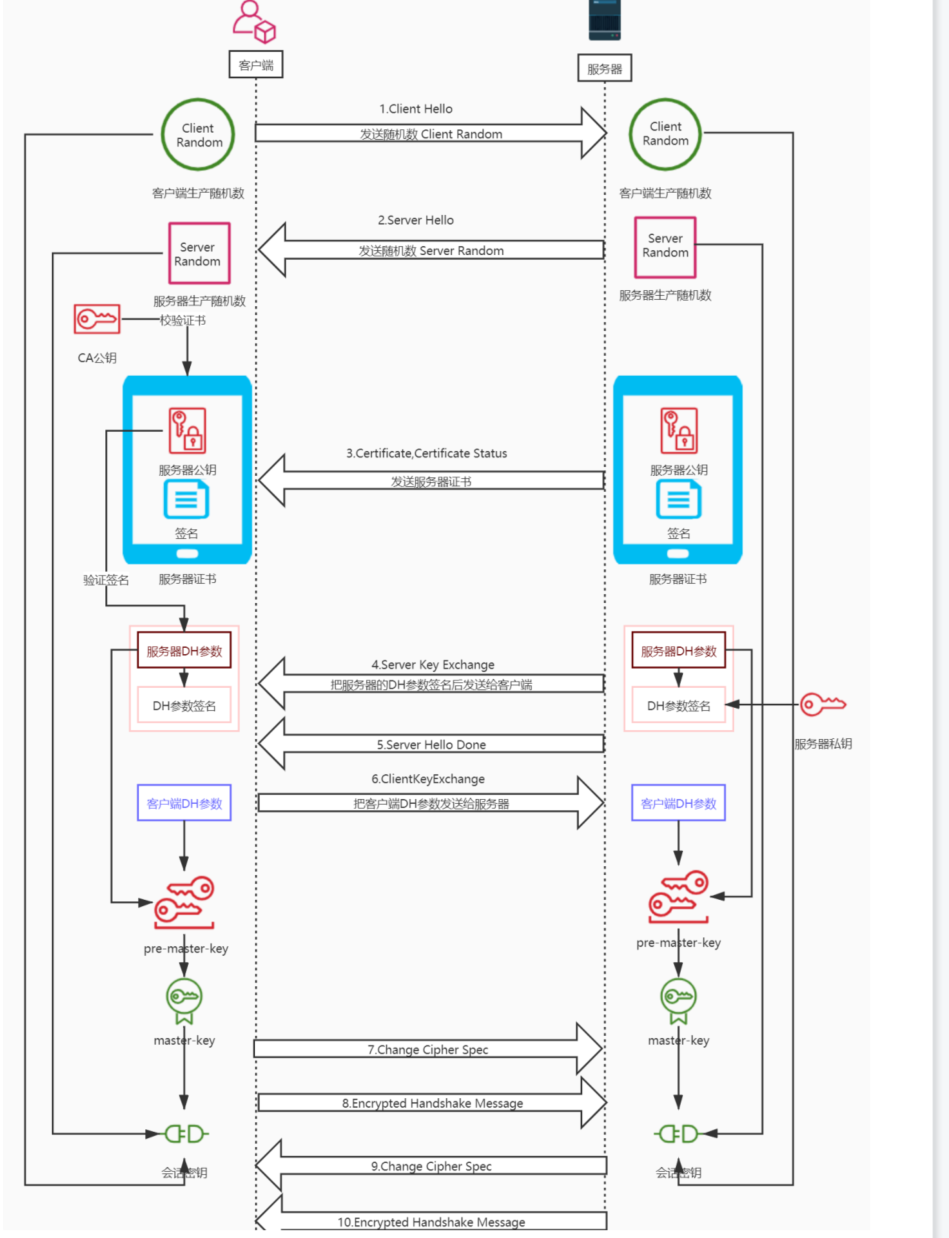 客户端
服务器
1.Client Hello
Client
Random
发送随机数 Client Random
Client
Random
客户端生产随机数
客户端生产随机数
2.Server Hello
Server
Random
发送随机数 Server Random
Server
Random
服务器生产随机数
服务器生产随机数
校验证书
CA公钥
3.Certificate,Certificate Status
服务器公钥
发送服务器证书
服务器公钥
签名
签名
验证签名
服务器证书
服务器证书
服务器DH参数
4.Server Key Exchange
服务器DH参数
把服务器的DH参数签名后发送给客户端
DH参数签名
DH参数签名
5.Server Hello Done
服务器私钥
6.ClientKeyExchange
客户端DH参数
把客户端DH参数发送给服务器
客户端DH参数
pre-master-key
pre-master-key
master-key
master-key
7.Change Cipher Spec
8.Encrypted Handshake Message
9.Change Cipher Spec
会话密钥
会话密钥
10.Encrypted Handshake Message